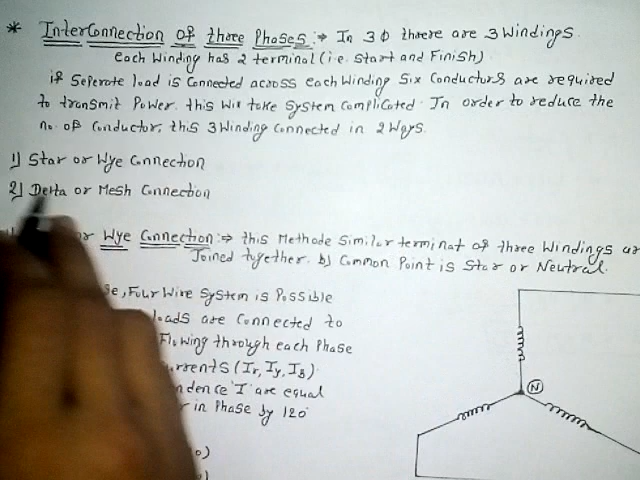 * InterConnection of three Phases :⇒ In 3Φ threre are 3 Windings.
Each Winding has 2 terminal (i.e. Start and Finish)
if Seperete load is Connected across each Winding Six Conductors are required
to transmit Power. this Will take System Complicated. In order to reduce the
no. of Conductor, this 3 Winding Connected in 2 Ways.
1] Star or Wye Connection
2] Delta or Mesh Connection
or Wye Connection :⇒ this Methode Similar terminal of three Windings ar
Joined together. b) Common Point is Star or Neutral.
se, Four Wire System is Possible
loads are Connected to
Flowing through each Phase
urrents (Ir, Iy, IB)
ndence 'I' are equal
r in Phase by 120°
N